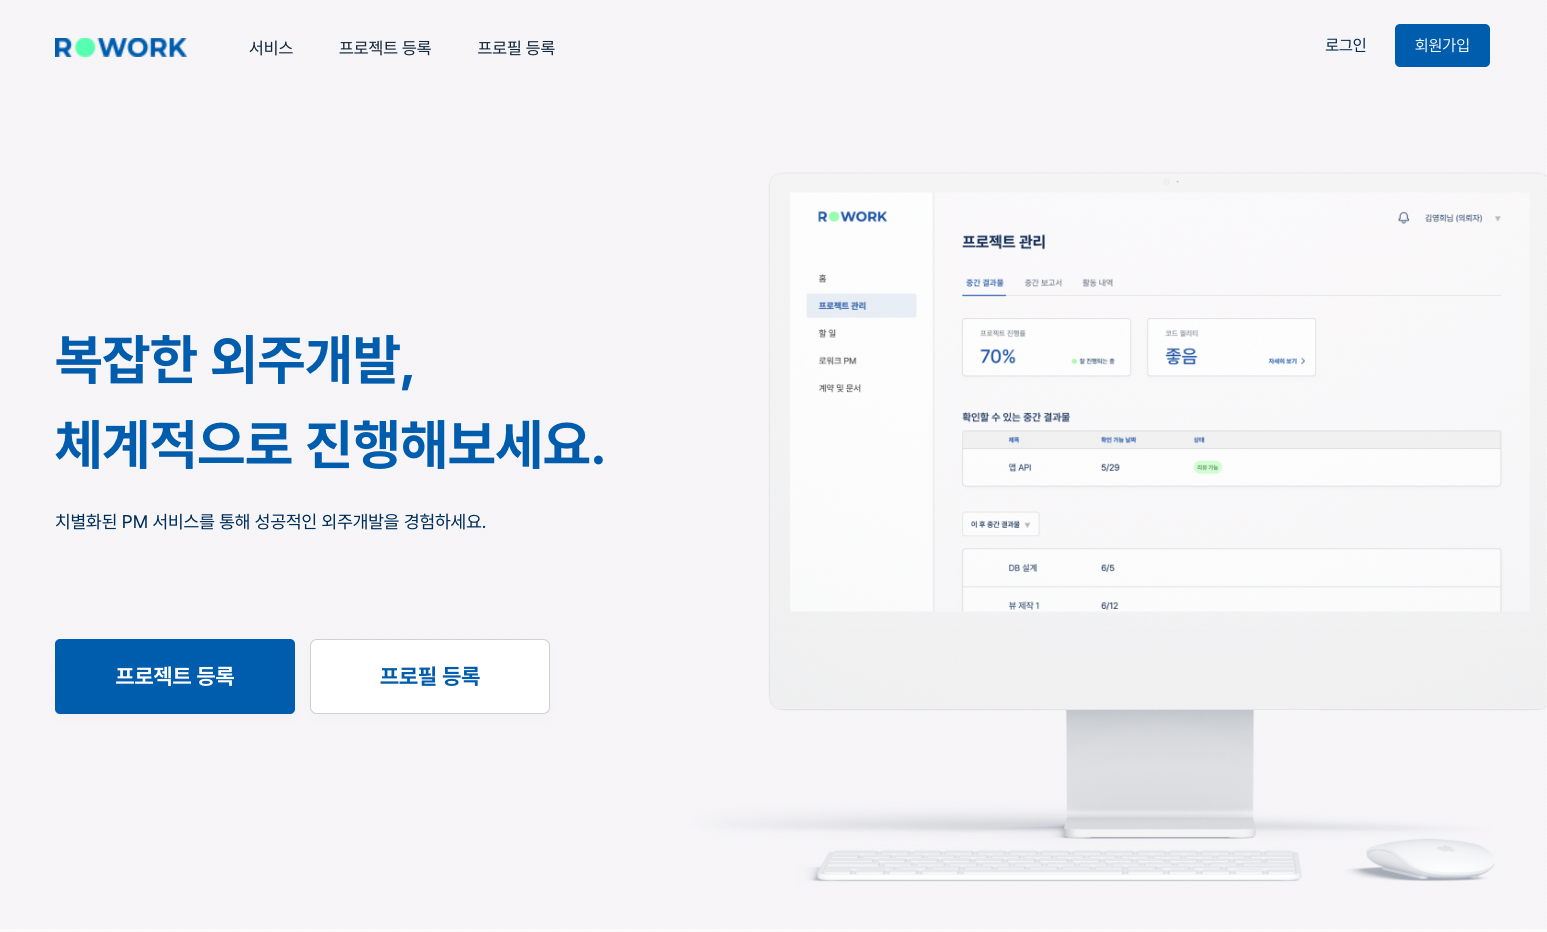 ROWORK
서비스
프로젝트 등록
프로필 등록
로그인
회원가입
복잡한 외주개발,
체계적으로 진행해보세요.
치별화된 PM 서비스를 통해 성공적인 외주개발을 경험하세요.
프로젝트 등록
프로필 등록
ROWORK
홈
프로젝트 관리
할 일
로워크 PM
계약 및 문서
김영희님 (의뢰자)
프로젝트 관리
중간 결과물
중간 보고서
활동 내역
프로젝트 진행률
70%
잘 진행되는 중
코드 퀄리티
좋음
자세히 보기
확인할 수 있는 중간 결과물
제목
확인 가능 날짜
상태
앱 API
5/29
리뷰 가능
이 후 중간 결과물
DB 설계
6/5
뷰 제작 1
6/12